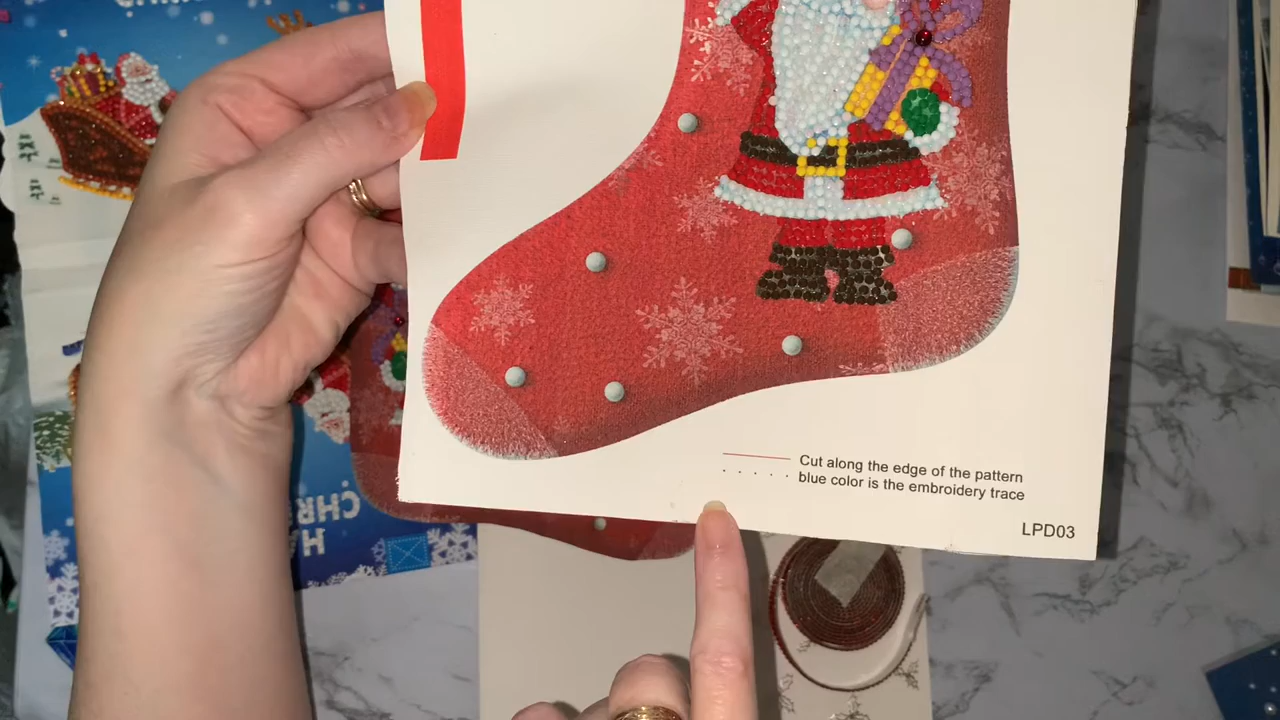 Cut along the edge of the pattern
blue color is the embroidery trace
LPD03